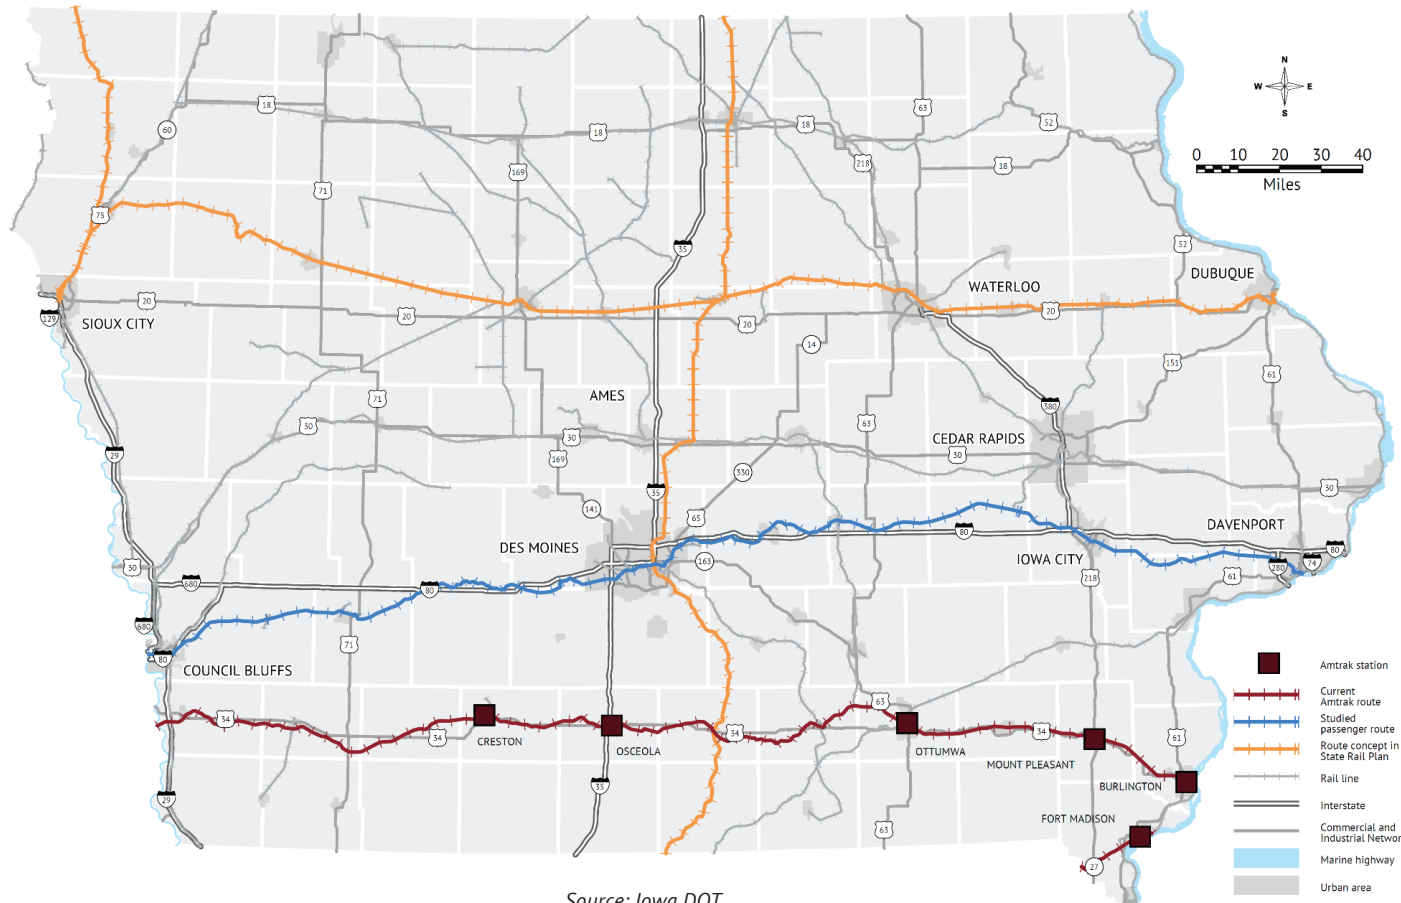 N
W E
S
0 10 20 30 40
Miles
18
60
18
18
63
52
218
18
169
71
75
35
52
DUBUQUE
WATERLOO
20
SIOUX CITY
129
20
20
20
14
151
61
AMES
71
380
63
30
30
CEDAR RAPIDS
30
169
29
330
35
30
141
65
DAVENPORT
DES MOINES
80
80
IOWA CITY
163
280
74
30
680
80
218
61
680
71
80
COUNCIL BLUFFS
Amtrak station
63
Current
Amtrak route
34
34
34
34
Studied
passenger route
61
CRESTON
OSCEOLA
OTTUMWA
MOUNT PLEASANT
Route concept in
State Rail Plan
Rail line
35
BURLINGTON
29
Interstate
FORT MADISON
63
Commercial and
Industrial Networ
Marine highway
27
Urban area
Source: Iowa DOT